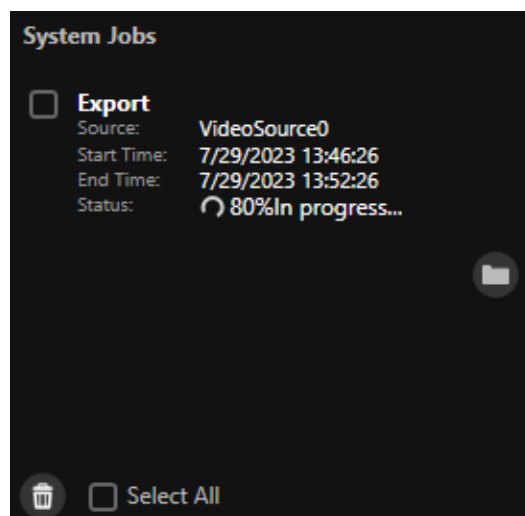 System Jobs
Export
Source: VideoSource0
Start Time: 7/29/2023 13:46:26
End Time: 7/29/2023 13:52:26
Status: 80%In progress...
Select All